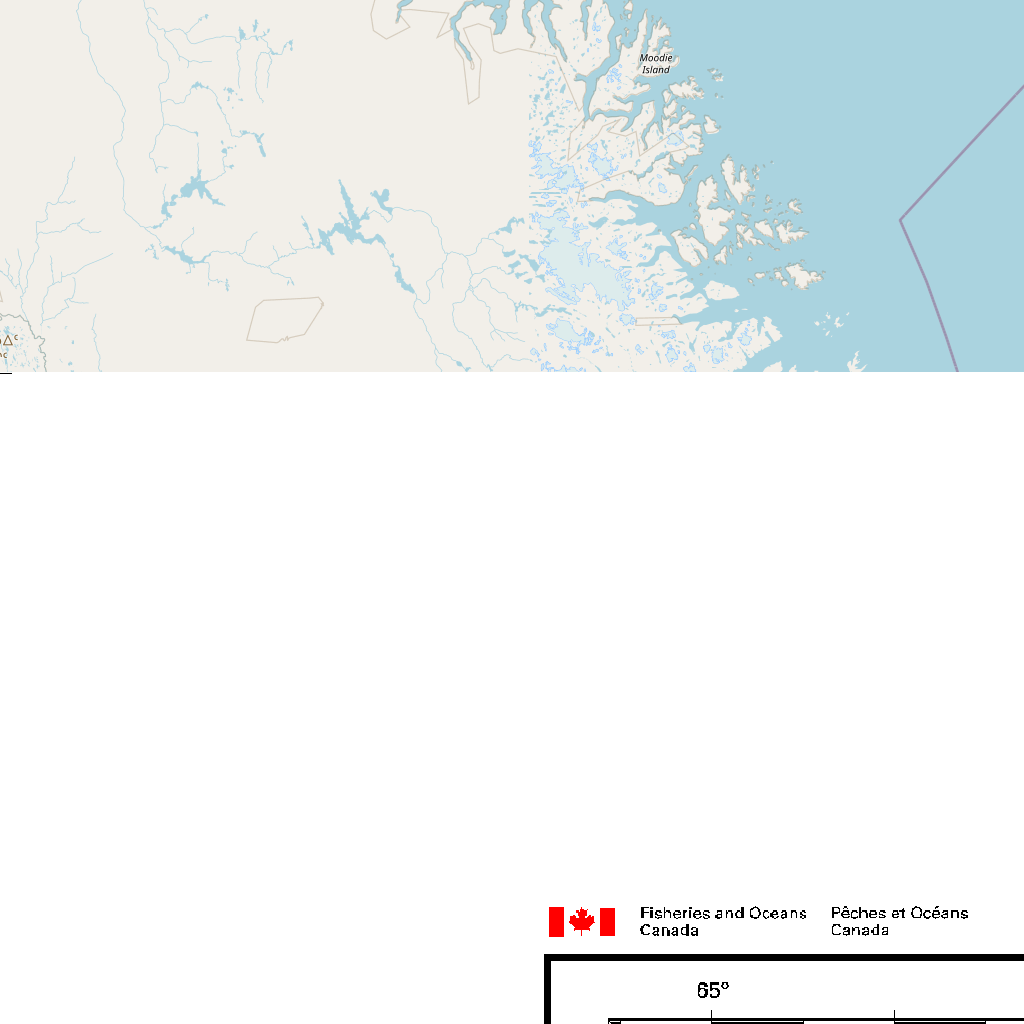 Moodie
Island
Fisheries and Oceans
Canada
Pêches et Océans
Canada
65°